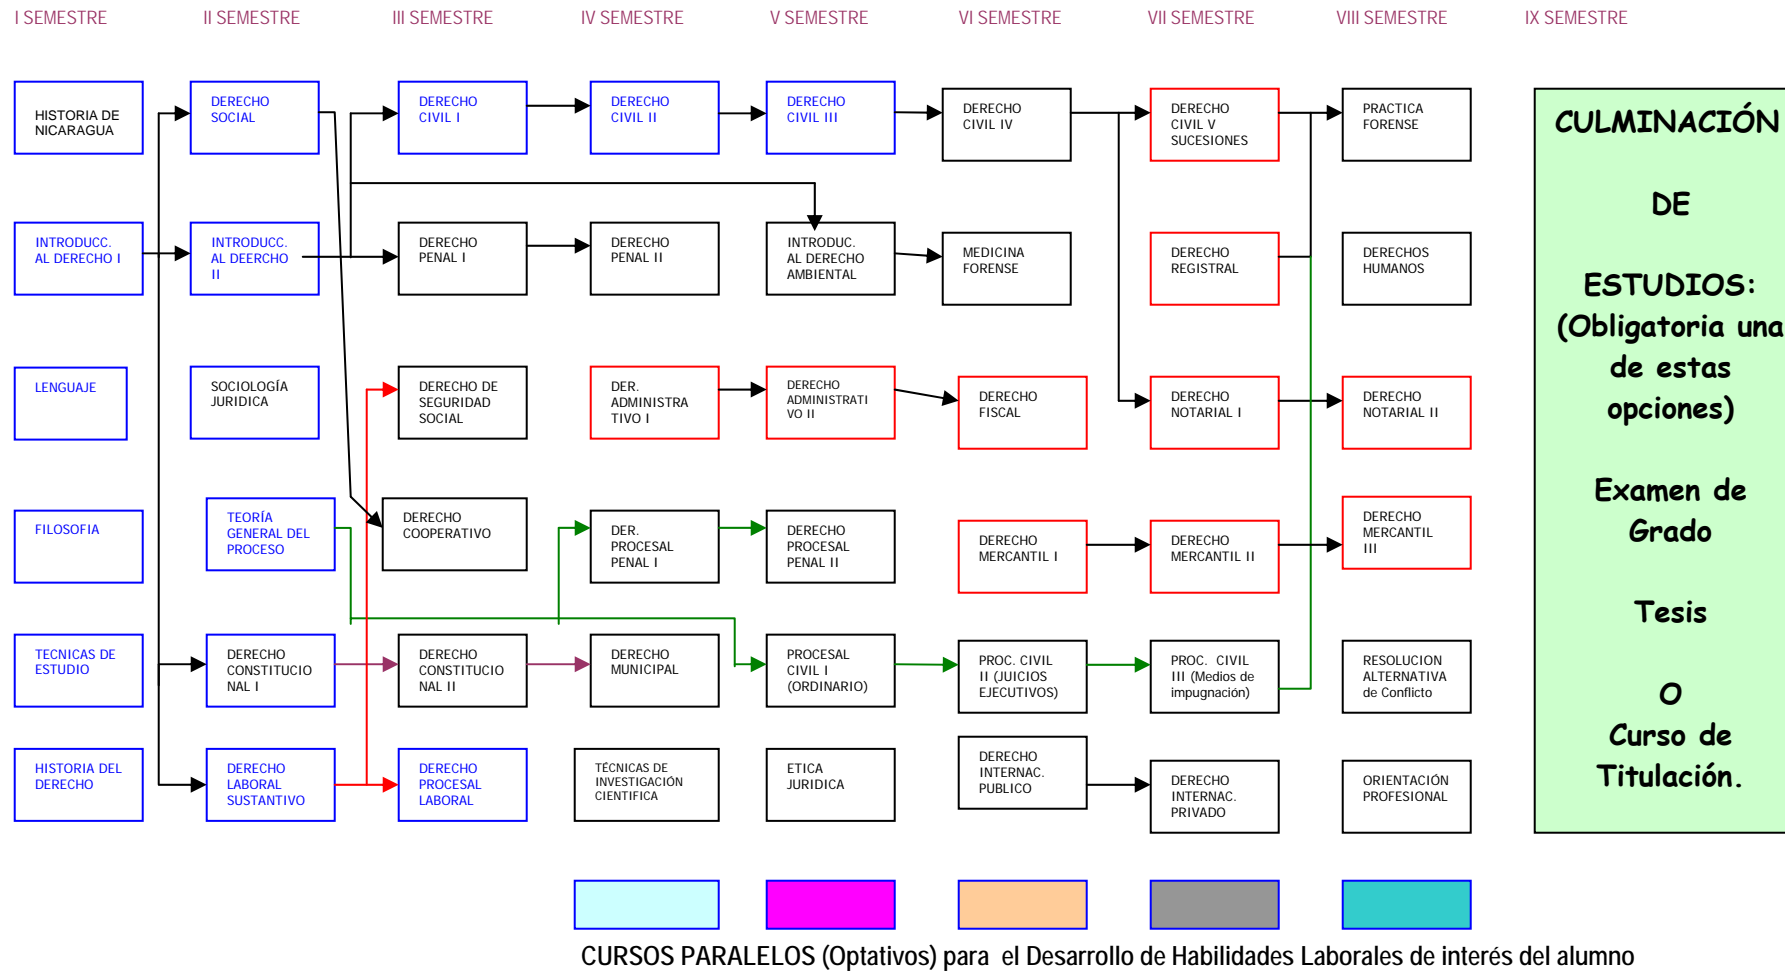 I SEMESTRE
II SEMESTRE
III SEMESTRE
IV SEMESTRE
V SEMESTRE
VI SEMESTRE
VII SEMESTRE
VIII SEMESTRE
IX SEMESTRE
HISTORIA DE
NICARAGUA
DERECHO
SOCIAL
DERECHO
CIVIL I
DERECHO
CIVIL II
DERECHO
CIVIL III
DERECHO
CIVIL IV
DERECHO
CIVIL V
SUCESIONES
PRACTICA
FORENSE
INTRODUCC.
AL DERECHO I
INTRODUCC.
AL DEERCHO
II
DERECHO
PENAL I
DERECHO
PENAL II
INTRODUC.
AL DERECHO
AMBIENTAL
MEDICINA
FORENSE
DERECHO
REGISTRAL
DERECHOS
HUMANOS
LENGUAJE
SOCIOLOGÍA
JURIDICA
DERECHO DE
SEGURIDAD
SOCIAL
DER.
ADMINISTRA
TIVO I
DERECHO
ADMINISTRATI
VO II
DERECHO
FISCAL
DERECHO
NOTARIAL I
DERECHO
NOTARIAL II
FILOSOFIA
TEORÍA
GENERAL DEL
PROCESO
DERECHO
COOPERATIVO
DER.
PROCESAL
PENAL I
DERECHO
PROCESAL
PENAL II
DERECHO
MERCANTIL I
DERECHO
MERCANTIL II
DERECHO
MERCANTIL
III
TECNICAS DE
ESTUDIO
DERECHO
CONSTITUCIO
NAL I
DERECHO
CONSTITUCIO
NAL II
DERECHO
MUNICIPAL
PROCESAL
CIVIL I
(ORDINARIO)
PROC. CIVIL
II (JUICIOS
EJECUTIVOS)
PROC. CIVIL
III (Medios de
impugnación)
RESOLUCION
ALTERNATIVA
de Conflicto
HISTORIA DEL
DERECHO
DERECHO
LABORAL
SUSTANTIVO
DERECHO
PROCESAL
LABORAL
TÉCNICAS DE
INVESTIGACIÓN
CIENTIFICA
ETICA
JURIDICA
DERECHO
INTERNAC.
PUBLICO
DERECHO
INTERNAC.
PRIVADO
ORIENTACIÓN
PROFESIONAL
CULMINACIÓN
DE
ESTUDIOS:
(Obligatoria una
de estas
opciones)
Examen de
Grado
Tesis
O
Curso de
Titulación.
CURSOS PARALELOS (Optativos) para el Desarrollo de Habilidades Laborales de interés del alumno